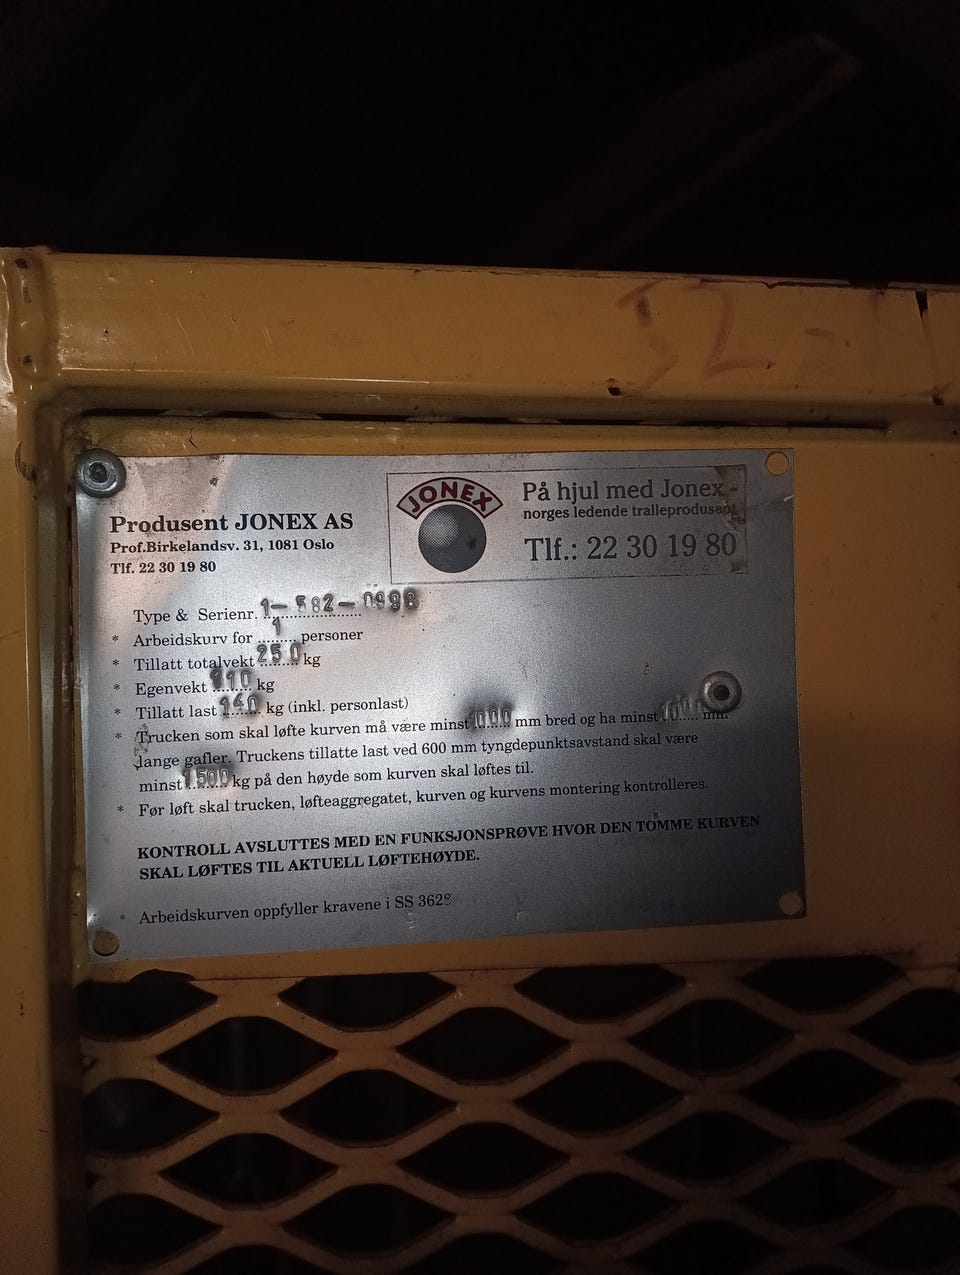 Produsent JONEX AS
Prof.Birkelandsv. 31, 1081 Oslo
Tlf. 22 30 19 80
JONEX
På hjul med Jonex -
norges ledende tralleprodusent
Tlf.: 22 30 19 80
Type & Serienr. 1-582-0998
* Arbeidskurv for 1 personer
* Tillatt totalvekt 250 kg
* Egenvekt 110 kg
* Tillatt last 140 kg (inkl. personlast)
* Trucken som skal løfte kurven må være minst 1000 mm bred og ha minst mm.
lange gafler. Truckens tillatte last ved 600 mm tyngdepunktsavstand skal være
minst 1500 kg på den høyde som kurven skal løftes til.
* Før løft skal trucken, løfteaggregatet, kurven og kurvens montering kontrolleres.
KONTROLL AVSLUTTES MED EN FUNKSJONSPRØVE HVOR DEN TOMME KURVEN
SKAL LØFTES TIL AKTUELL LØFTEHØYDE.
* Arbeidskurven oppfyller kravene i SS 3628